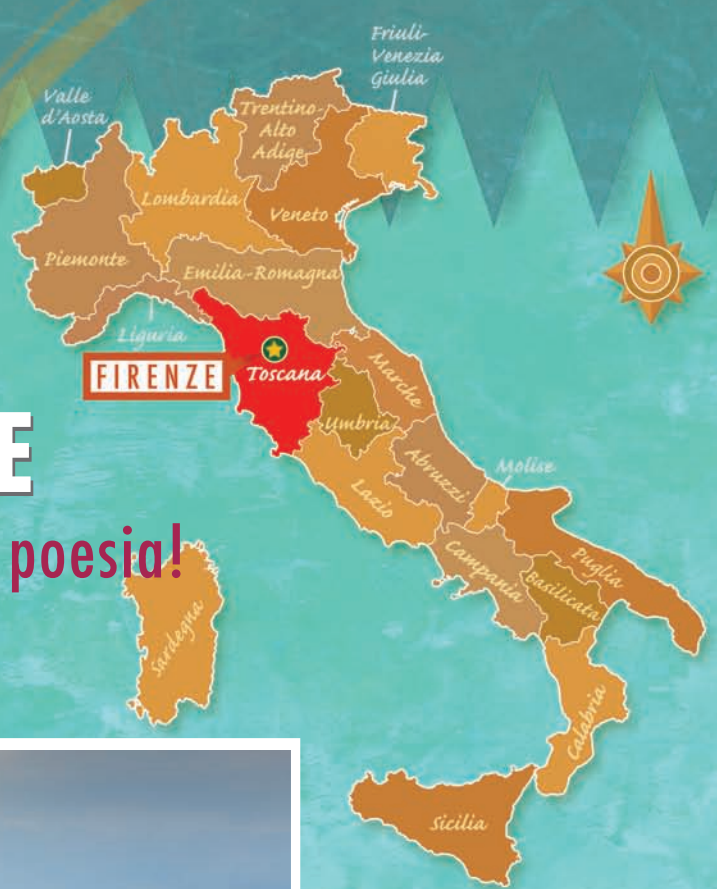 Friuli-
Venezia
Giulia
Valle
d'Aosta
Trentino-
Alto
Adige
Lombardia
Veneto
Piemonte
Emilia-Romagna
Liguria
FIRENZE
Toscana
Marche
Umbria
E
Abruzzi
Molise
Lazio
poesia!
Campania
Puglia
Basilicata
Sardegna
Calabria
Sicilia